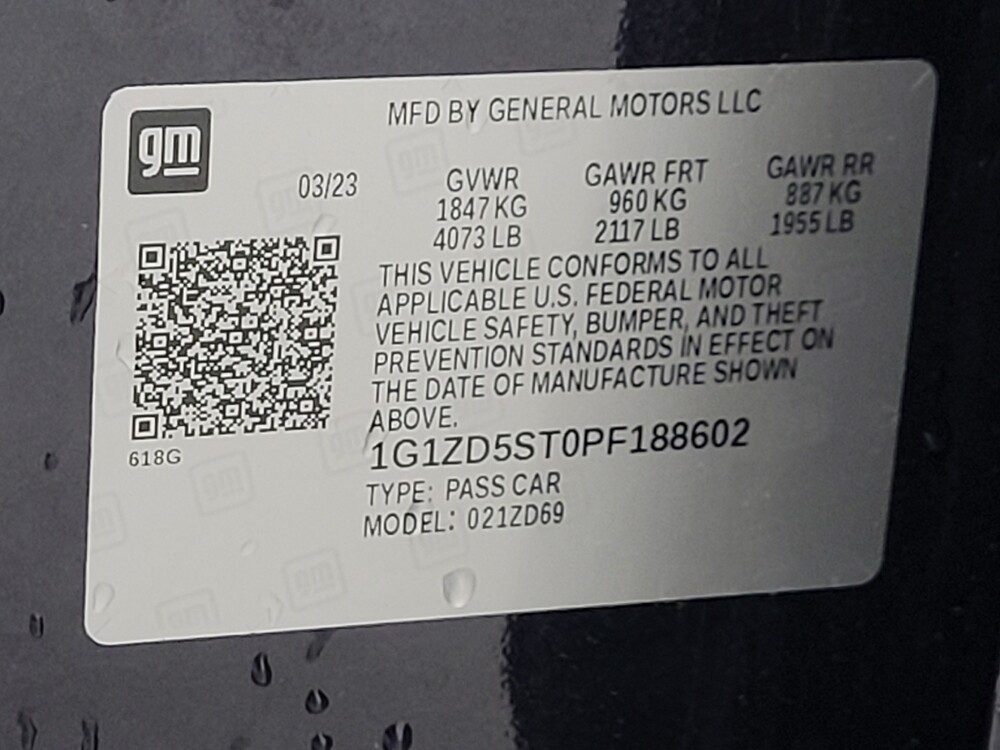 gm
MFD BY GENERAL MOTORS LLC
03/23 GVWR GAWR FRT GAWR RR
1847 KG 960 KG 887 KG
4073 LB 2117 LB 1955 LB
THIS VEHICLE CONFORMS TO ALL
APPLICABLE U.S. FEDERAL MOTOR
VEHICLE SAFETY, BUMPER, AND THEFT
PREVENTION STANDARDS IN EFFECT ON
THE DATE OF MANUFACTURE SHOWN
ABOVE.
618G
1G1ZD5ST0PF188602
TYPE: PASS CAR
MODEL: 021ZD69